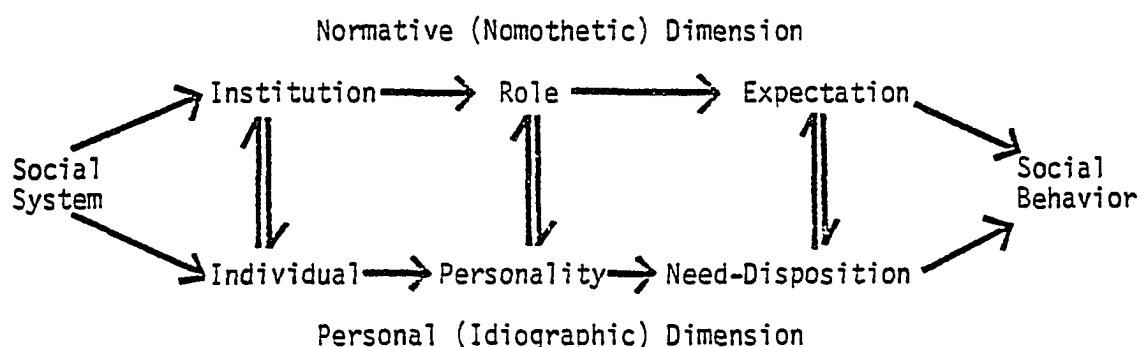 Normative (Nomothetic) Dimension
Institution Role Expectation
Social
System
Social
Behavior
Individual Personality Need-Disposition
Personal (Idiographic) Dimension